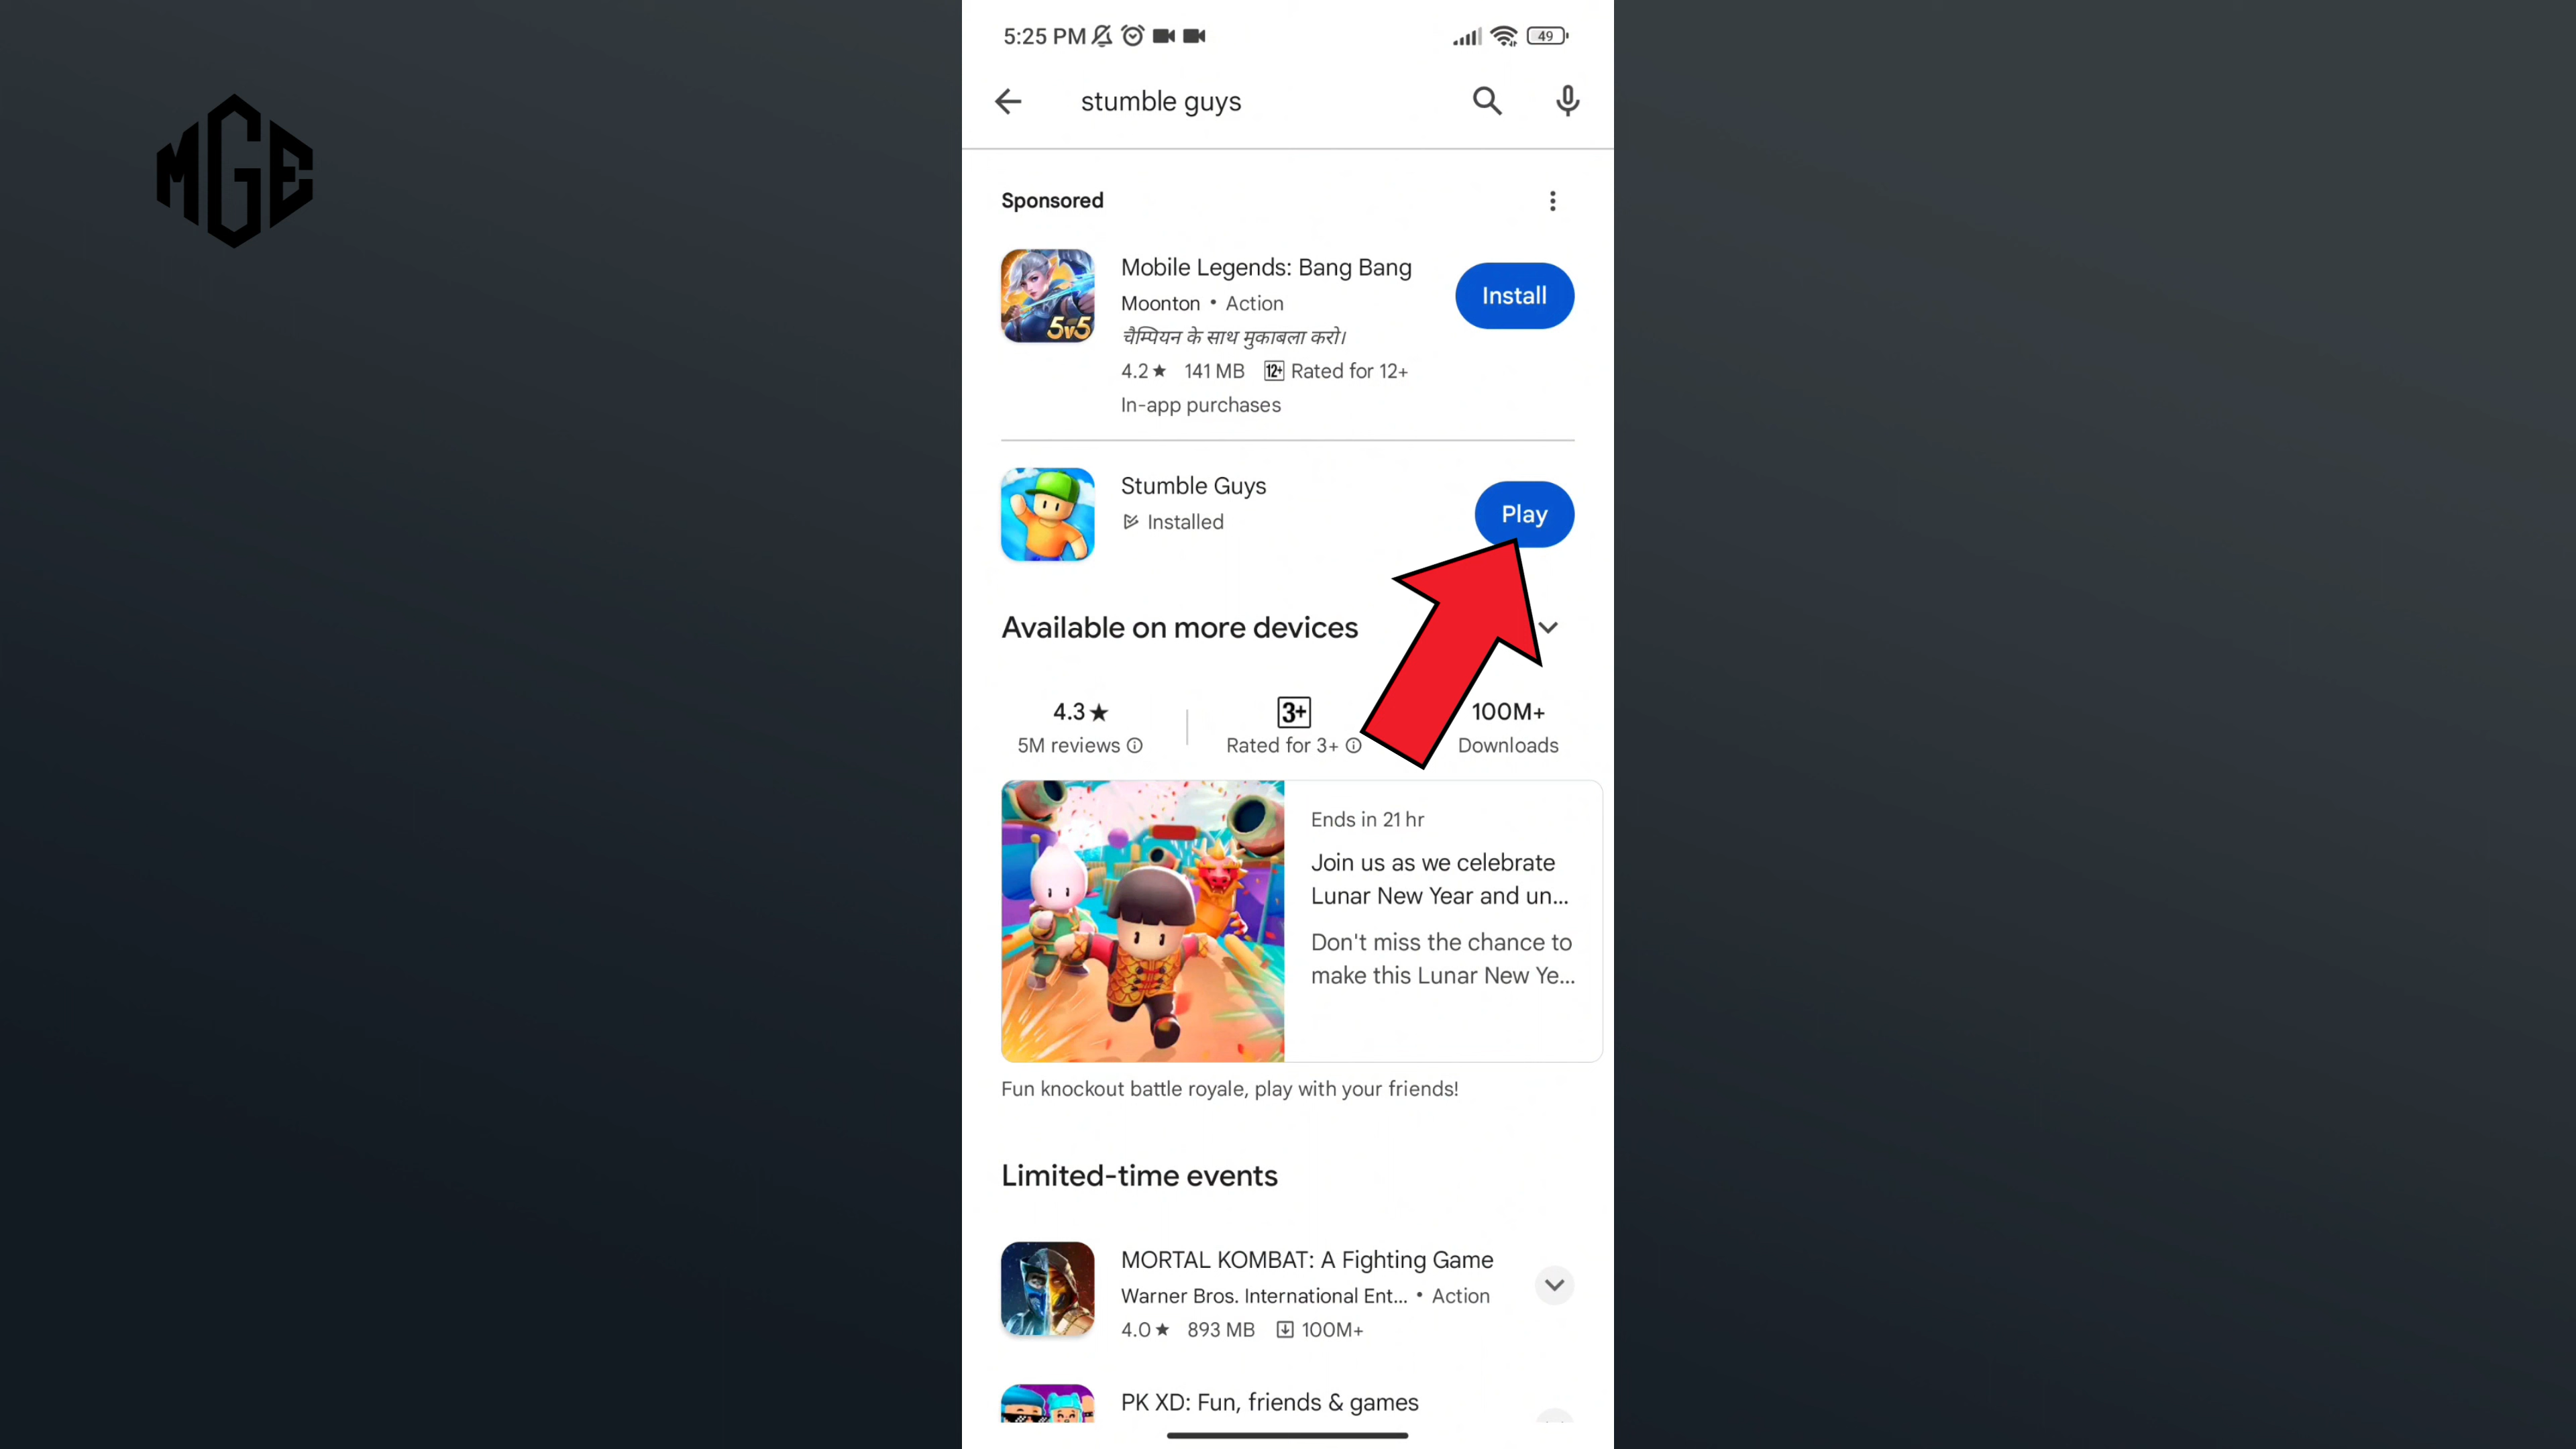 MGE
5:25 PM
49
stumble guys
Sponsored
Mobile Legends: Bang Bang
Install
Moonton • Action
चैम्पियन के साथ मुकाबला करो।
5v5
4.2★ 141 MB 12+ Rated for 12+
In-app purchases
Stumble Guys
Installed
Play
Available on more devices
4.3★ 3+ 100M+
5M reviews Rated for 3+ Downloads
Ends in 21 hr
Join us as we celebrate
Lunar New Year and un...
Don't miss the chance to
make this Lunar New Ye...
Fun knockout battle royale, play with your friends!
Limited-time events
MORTAL KOMBAT: A Fighting Game
Warner Bros. International Ent... • Action
4.0★ 893 MB 100M+
PK XD: Fun, friends & games